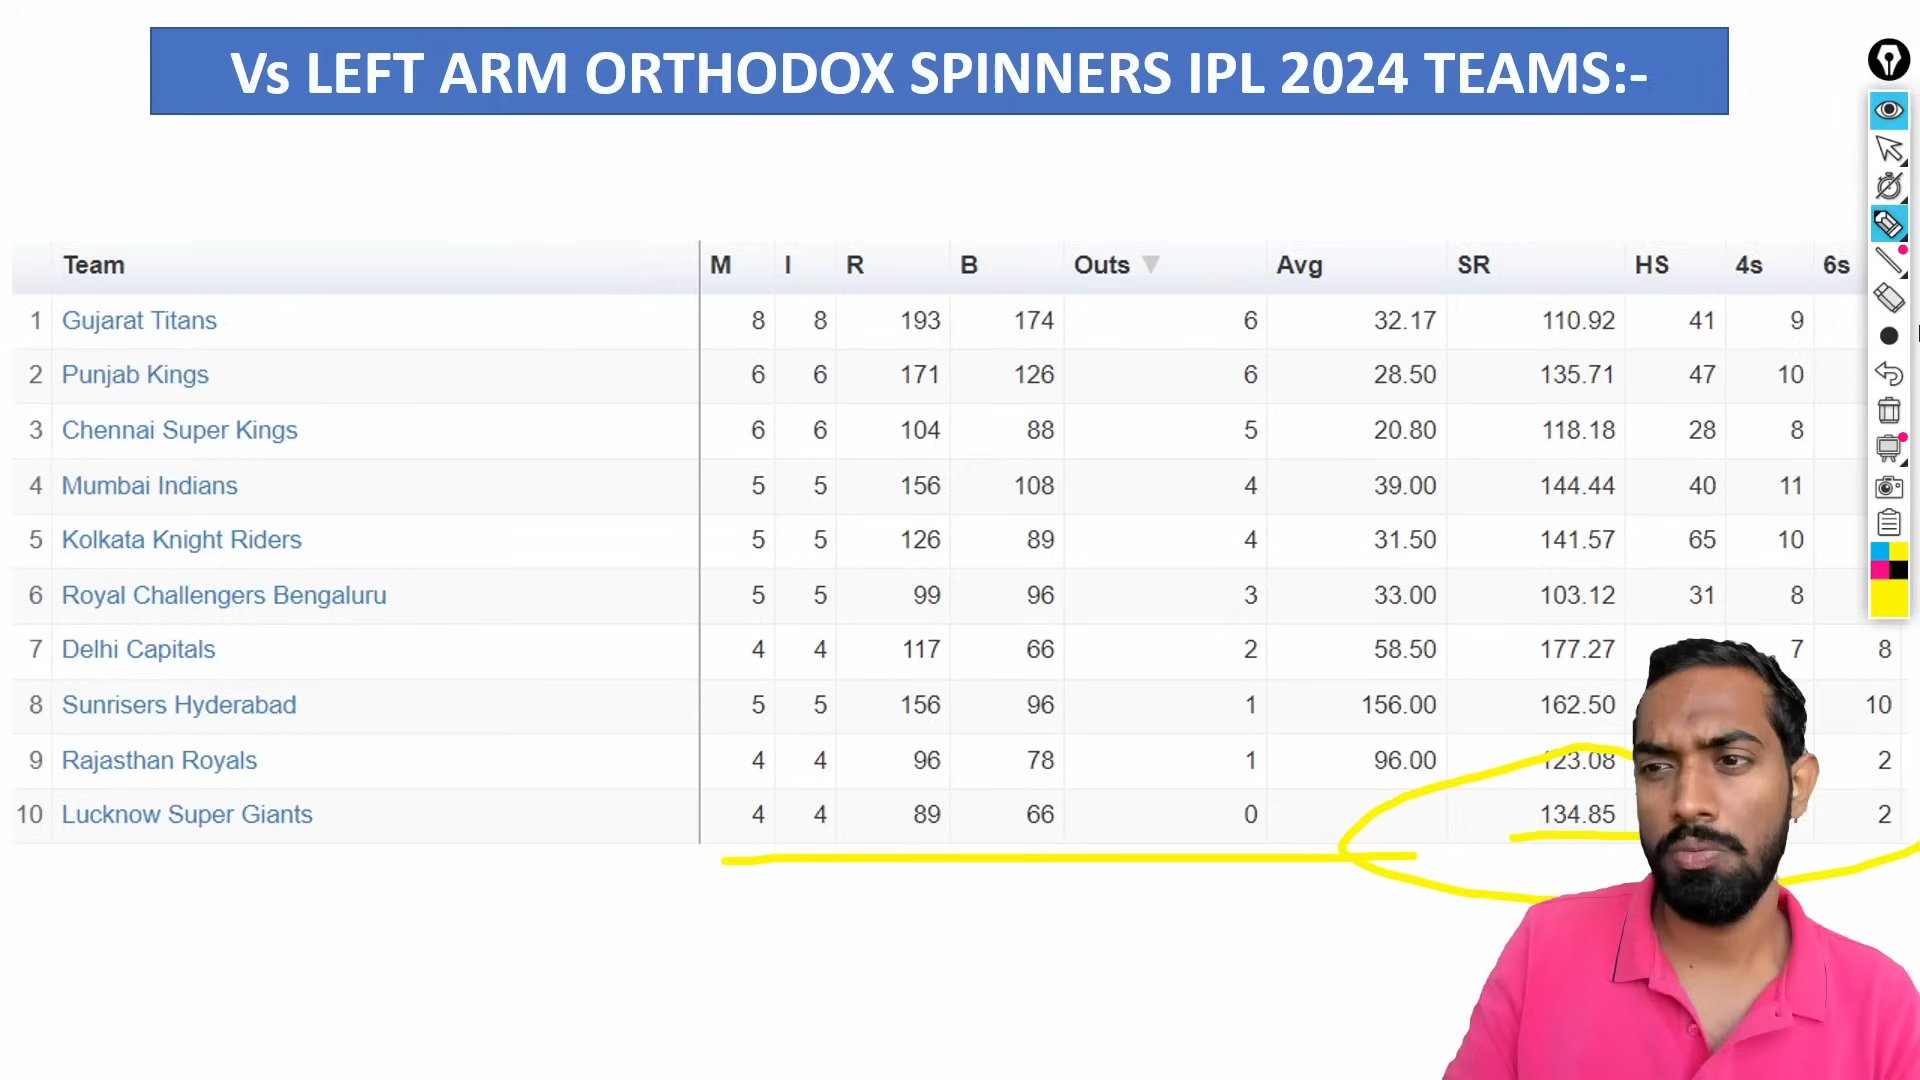 Vs LEFT ARM ORTHODOX SPINNERS IPL 2024 TEAMS:-
Team M I R B Outs Avg SR HS 4s 6s
1 Gujarat Titans 8 8 193 174 6 32.17 110.92 41 9
2 Punjab Kings 6 6 171 126 6 28.50 135.71 47 10
3 Chennai Super Kings 6 6 104 88 5 20.80 118.18 28 8
4 Mumbai Indians 5 5 156 108 4 39.00 144.44 40 11
5 Kolkata Knight Riders 5 5 126 89 4 31.50 141.57 65 10
6 Royal Challengers Bengaluru 5 5 99 96 3 33.00 103.12 31 8
7 Delhi Capitals 4 4 117 66 2 58.50 177.27 7 8
8 Sunrisers Hyderabad 5 5 156 96 1 156.00 162.50 10
9 Rajasthan Royals 4 4 96 78 1 96.00 123.08 2
10 Lucknow Super Giants 4 4 89 66 0 134.85 2